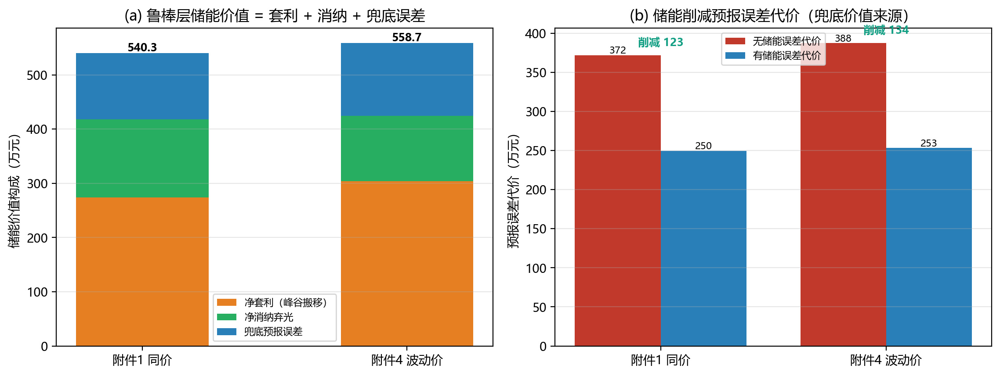 (a) 鲁棒层储能价值 = 套利 + 消纳 + 兜底误差
储能价值构成（万元）
500
400
300
200
100
0
540.3
558.7
净套利（峰谷搬移）
净消纳弃光
兜底预报误差
附件1 同价
附件4 波动价
(b) 储能削减预报误差代价（兜底价值来源）
预报误差代价（万元）
400
350
300
250
200
150
100
50
0
削减 123
削减 134
372
388
250
253
无储能误差代价
有储能误差代价
附件1 同价
附件4 波动价